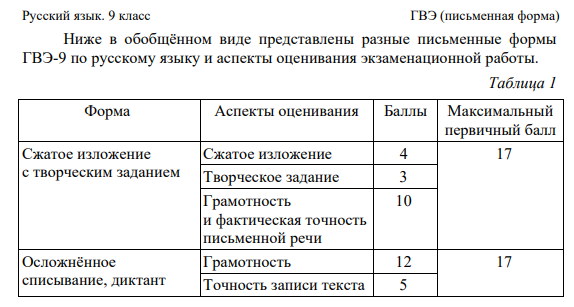 Русский язык. 9 класс ГВЭ (письменная форма)
Ниже в обобщённом виде представлены разные письменные формы
ГВЭ-9 по русскому языку и аспекты оценивания экзаменационной работы.
Таблица 1
Форма Аспекты оценивания Баллы Максимальный
первичный балл
Сжатое изложение Сжатое изложение 4 17
с творческим заданием Творческое задание 3
Грамотность 10
и фактическая точность
письменной речи
Осложнённое Грамотность 12 17
списывание, диктант Точность записи текста 5